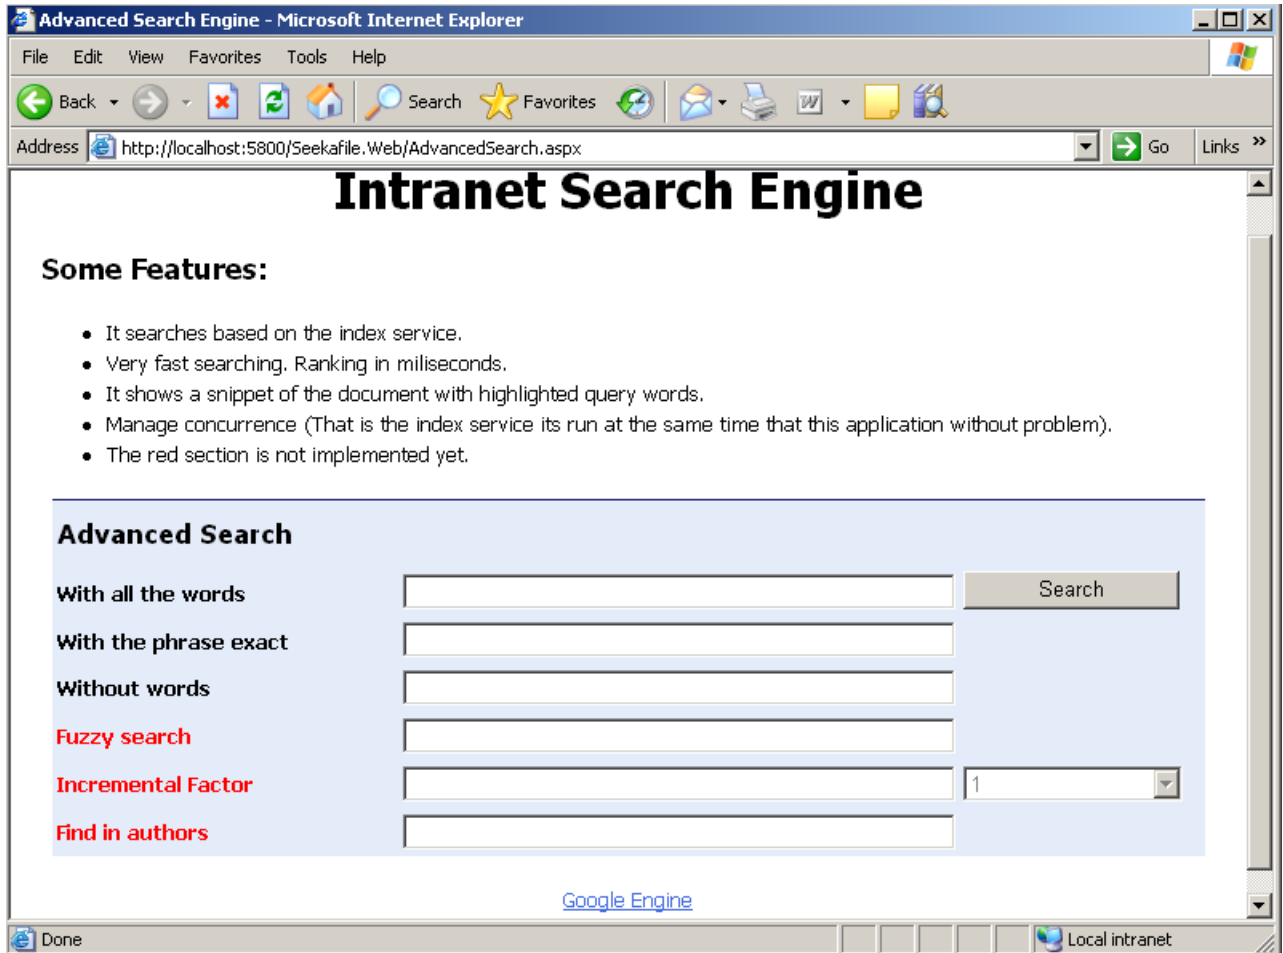 Advanced Search Engine - Microsoft Internet Explorer
File Edit View Favorites Tools Help
Back Search Favorites
Address http://localhost:5800/Seekafile.Web/AdvancedSearch.aspx Go Links »
Intranet Search Engine
Some Features:
• It searches based on the index service.
• Very fast searching. Ranking in miliseconds.
• It shows a snippet of the document with highlighted query words.
• Manage concurrence (That is the index service its run at the same time that this application without problem).
• The red section is not implemented yet.
Advanced Search
With all the words Search
With the phrase exact
Without words
Fuzzy search
Incremental Factor 1
Find in authors
Google Engine
Done Local intranet